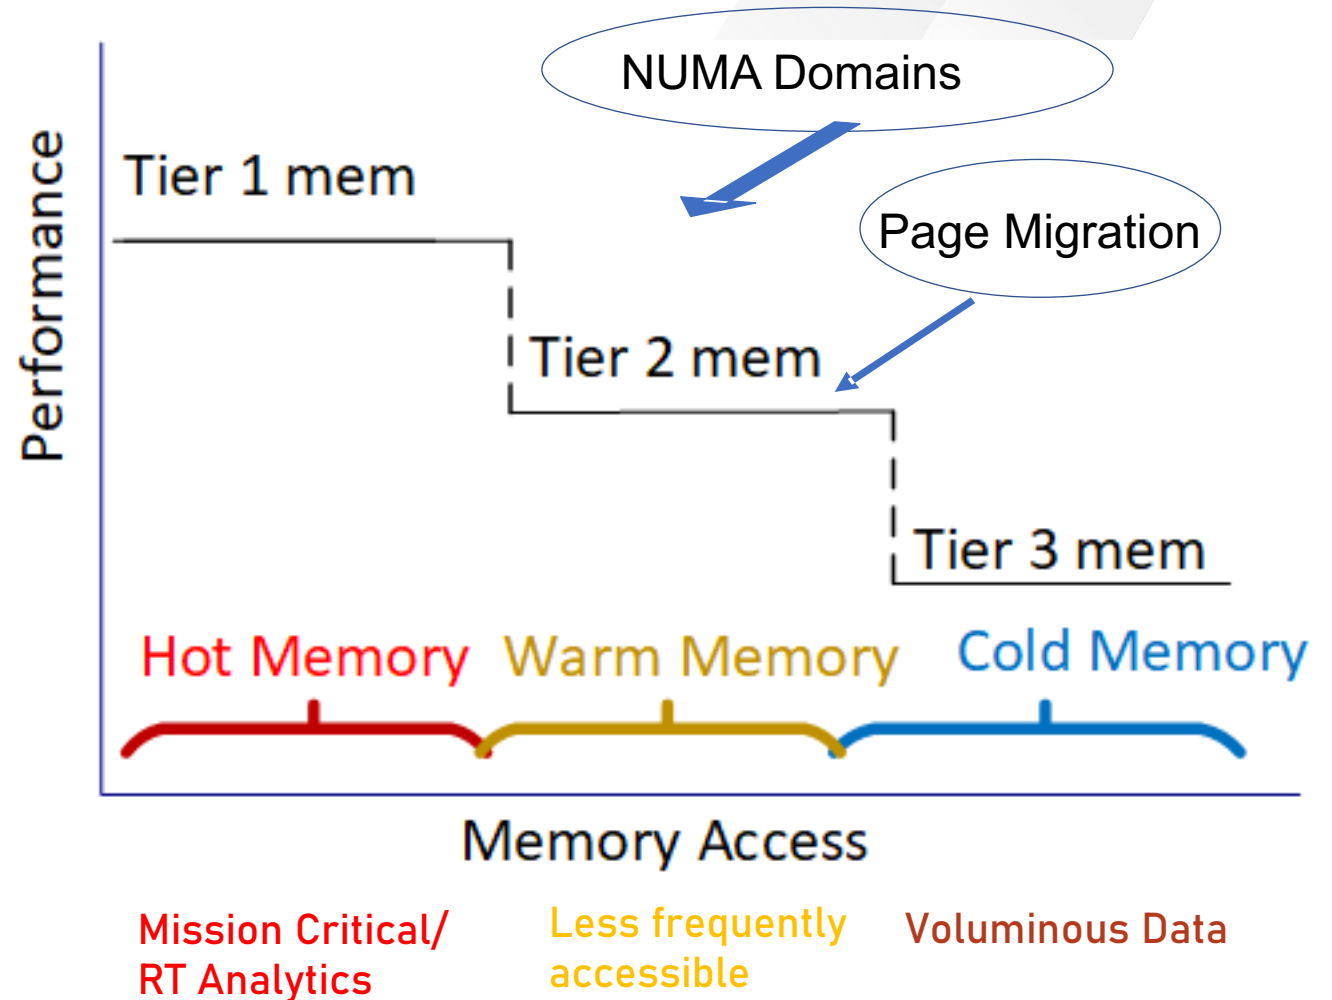 NUMA Domains
Tier 1 mem
Page Migration
Performance
Tier 2 mem
Tier 3 mem
Hot Memory
Warm Memory
Cold Memory
Memory Access
Mission Critical/
RT Analytics
Less frequently
accessible
Voluminous Data